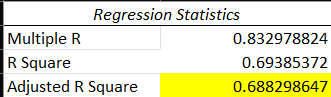 Regression Statistics
Multiple R 0.832978824
R Square 0.69385372
Adjusted R Square 0.688298647